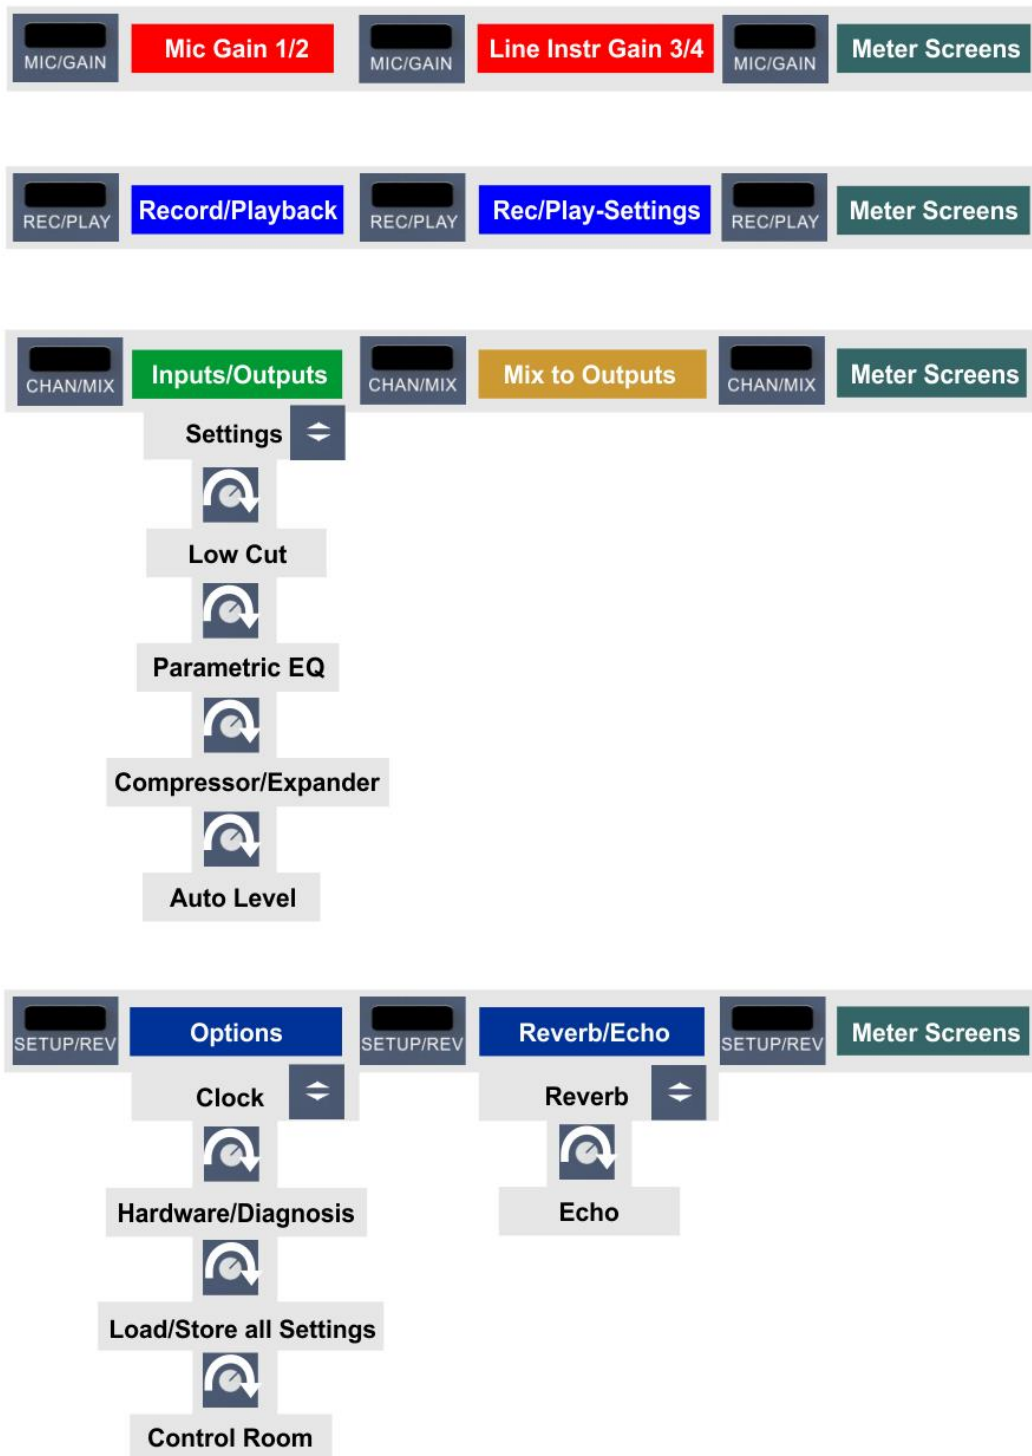 MIC/GAIN Mic Gain 1/2 MIC/GAIN Line Instr Gain 3/4 MIC/GAIN Meter Screens
REC/PLAY Record/Playback REC/PLAY Rec/Play-Settings REC/PLAY Meter Screens
CHAN/MIX Inputs/Outputs CHAN/MIX Mix to Outputs CHAN/MIX Meter Screens
Settings
Low Cut
Parametric EQ
Compressor/Expander
Auto Level
SETUP/REV Options SETUP/REV Reverb/Echo SETUP/REV Meter Screens
Clock Reverb
Hardware/Diagnosis Echo
Load/Store all Settings
Control Room